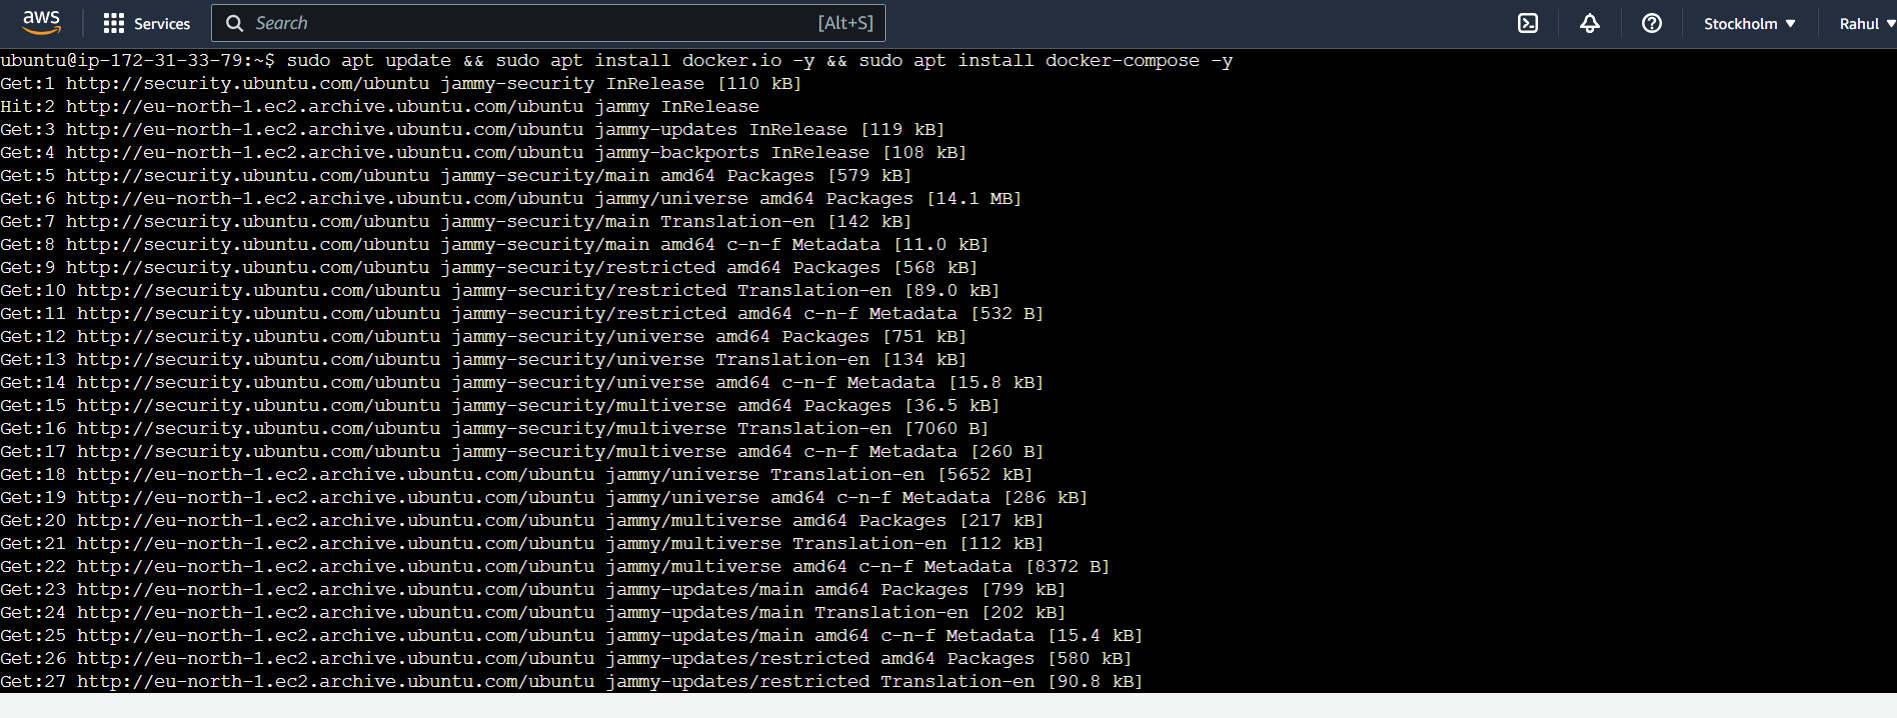 aws Services Search [Alt+S] Stockholm Rahul
ubuntu@ip-172-31-33-79:~$ sudo apt update && sudo apt install docker.io -y && sudo apt install docker-compose -y
Get:1 http://security.ubuntu.com/ubuntu jammy-security InRelease [110 kB]
Hit:2 http://eu-north-1.ec2.archive.ubuntu.com/ubuntu jammy InRelease
Get:3 http://eu-north-1.ec2.archive.ubuntu.com/ubuntu jammy-updates InRelease [119 kB]
Get:4 http://eu-north-1.ec2.archive.ubuntu.com/ubuntu jammy-backports InRelease [108 kB]
Get:5 http://security.ubuntu.com/ubuntu jammy-security/main amd64 Packages [579 kB]
Get:6 http://eu-north-1.ec2.archive.ubuntu.com/ubuntu jammy/universe amd64 Packages [14.1 MB]
Get:7 http://security.ubuntu.com/ubuntu jammy-security/main Translation-en [142 kB]
Get:8 http://security.ubuntu.com/ubuntu jammy-security/main amd64 c-n-f Metadata [11.0 kB]
Get:9 http://security.ubuntu.com/ubuntu jammy-security/restricted amd64 Packages [568 kB]
Get:10 http://security.ubuntu.com/ubuntu jammy-security/restricted Translation-en [89.0 kB]
Get:11 http://security.ubuntu.com/ubuntu jammy-security/restricted amd64 c-n-f Metadata [532 B]
Get:12 http://security.ubuntu.com/ubuntu jammy-security/universe amd64 Packages [751 kB]
Get:13 http://security.ubuntu.com/ubuntu jammy-security/universe Translation-en [134 kB]
Get:14 http://security.ubuntu.com/ubuntu jammy-security/universe amd64 c-n-f Metadata [15.8 kB]
Get:15 http://security.ubuntu.com/ubuntu jammy-security/multiverse amd64 Packages [36.5 kB]
Get:16 http://security.ubuntu.com/ubuntu jammy-security/multiverse Translation-en [7060 B]
Get:17 http://security.ubuntu.com/ubuntu jammy-security/multiverse amd64 c-n-f Metadata [260 B]
Get:18 http://eu-north-1.ec2.archive.ubuntu.com/ubuntu jammy/universe Translation-en [5652 kB]
Get:19 http://eu-north-1.ec2.archive.ubuntu.com/ubuntu jammy/universe amd64 c-n-f Metadata [286 kB]
Get:20 http://eu-north-1.ec2.archive.ubuntu.com/ubuntu jammy/multiverse amd64 Packages [217 kB]
Get:21 http://eu-north-1.ec2.archive.ubuntu.com/ubuntu jammy/multiverse Translation-en [112 kB]
Get:22 http://eu-north-1.ec2.archive.ubuntu.com/ubuntu jammy/multiverse amd64 c-n-f Metadata [8372 B]
Get:23 http://eu-north-1.ec2.archive.ubuntu.com/ubuntu jammy-updates/main amd64 Packages [799 kB]
Get:24 http://eu-north-1.ec2.archive.ubuntu.com/ubuntu jammy-updates/main Translation-en [202 kB]
Get:25 http://eu-north-1.ec2.archive.ubuntu.com/ubuntu jammy-updates/main amd64 c-n-f Metadata [15.4 kB]
Get:26 http://eu-north-1.ec2.archive.ubuntu.com/ubuntu jammy-updates/restricted amd64 Packages [580 kB]
Get:27 http://eu-north-1.ec2.archive.ubuntu.com/ubuntu jammy-updates/restricted Translation-en [90.8 kB]